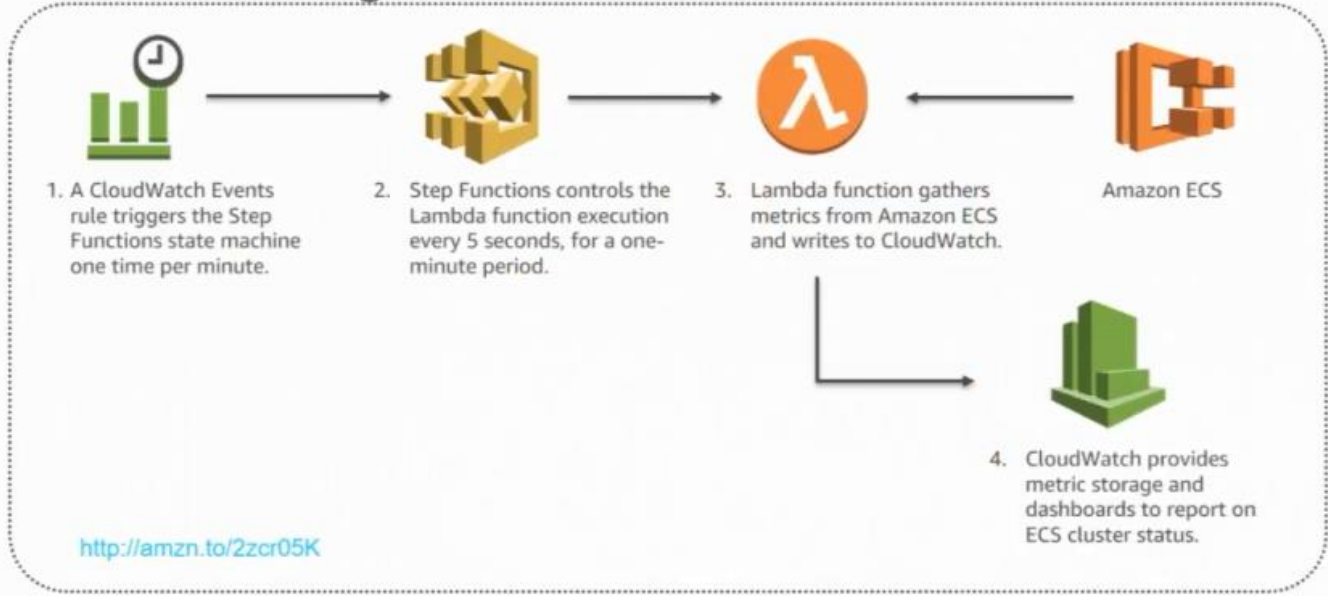 1. A CloudWatch Events
rule triggers the Step
Functions state machine
one time per minute.
2. Step Functions controls the
Lambda function execution
every 5 seconds, for a one-
minute period.
3. Lambda function gathers
metrics from Amazon ECS
and writes to CloudWatch.
Amazon ECS
4. CloudWatch provides
metric storage and
dashboards to report on
ECS cluster status.
http://amzn.to/2zcr05K